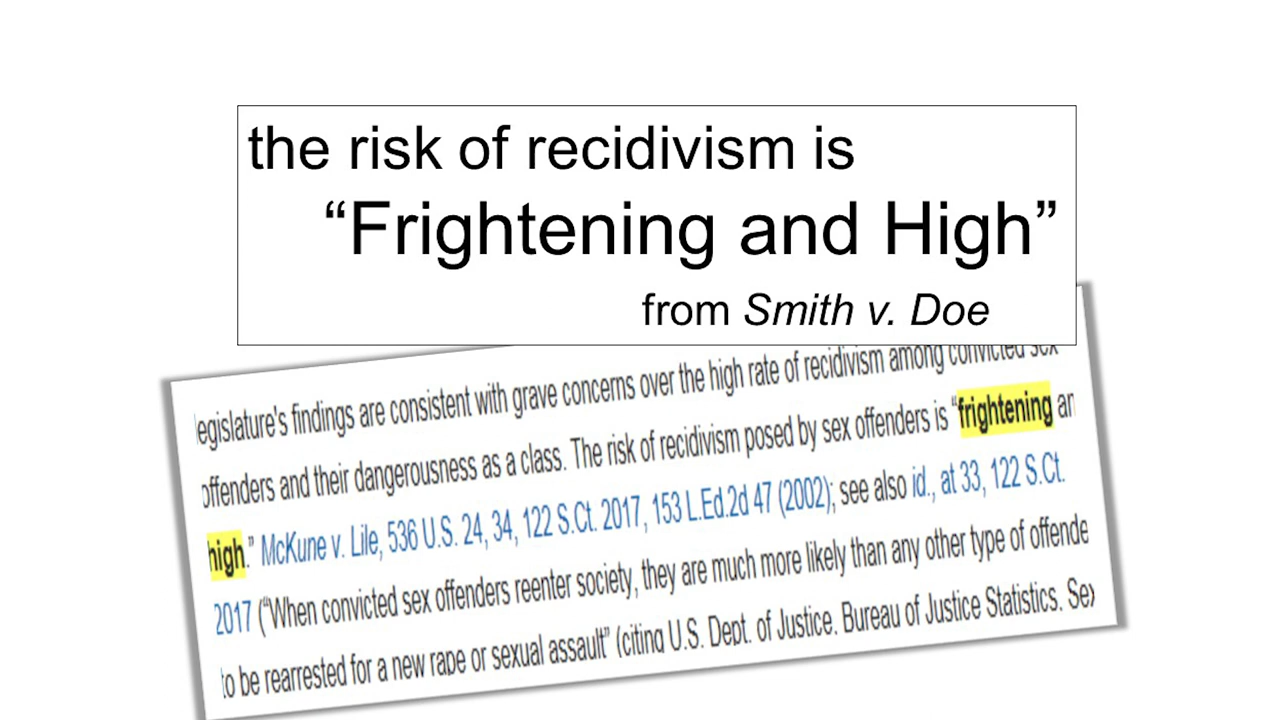 the risk of recidivism is
“Frightening and High”
from Smith v. Doe
egislature's findings are consistent with grave concerns over the high rate of recidivism among convicted sex
offenders and their dangerousness as a class. The risk of recidivism posed by sex offenders is “frightening an
high.” McKune v. Lile, 536 U.S. 24, 34, 122 S.Ct. 2017, 153 L.Ed.2d 47 (2002); see also id., at 33, 122 S.Ct.
2017 (“When convicted sex offenders reenter society, they are much more likely than any other type of offende
to be rearrested for a new rape or sexual assault” (citing U.S. Dept. of Justice, Bureau of Justice Statistics, Sex